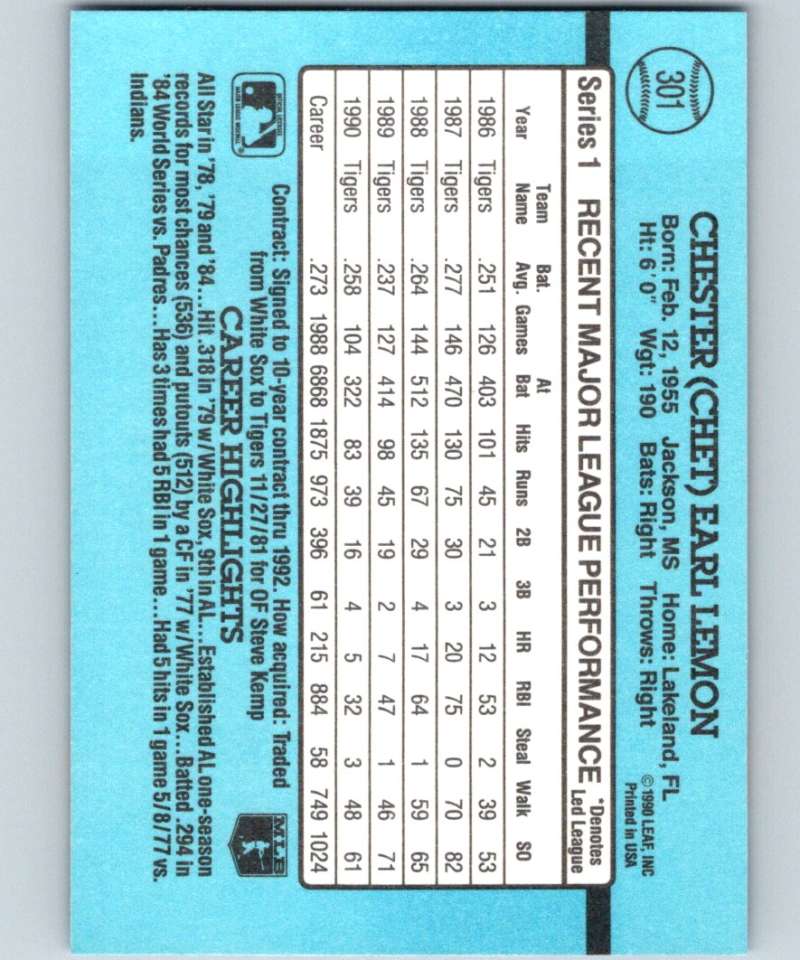 301
CHESTER (CHET) EARL LEMON
Born: Feb. 12, 1955 Jackson, MS Home: Lakeland, FL
Ht: 6'0" Wgt: 190 Bats: Right Throws: Right
© 1990 LEAF, INC
Printed in USA
Series 1 RECENT MAJOR LEAGUE PERFORMANCE *Denotes
Led League
Team Bat. At
Year Name Avg. Games Bat Hits Runs 2B 3B HR RBI Steal Walk SO
1986 Tigers .251 126 403 101 45 21 3 12 53 2 39 53
1987 Tigers .277 146 470 130 75 30 3 20 75 0 70 82
1988 Tigers .264 144 512 135 67 29 4 17 64 1 59 65
1989 Tigers .237 127 414 98 45 19 2 7 47 1 46 71
1990 Tigers .258 104 322 83 39 16 4 5 32 3 48 61
Career .273 1988 6868 1875 973 396 61 215 884 58 749 1024
Contract: Signed to 10-year contract thru 1992. How acquired: Traded
from White Sox to Tigers 11/27/81 for OF Steve Kemp
CAREER HIGHLIGHTS
MLB
All Star in '78, '79 and '84...Hit .318 in '79 w/White Sox, 9th in AL...Established AL one-season
records for most chances (536) and putouts (512) by a CF in '77 w/White Sox...Batted .294 in
'84 World Series vs. Padres...Has 3 times had 5 RBI in 1 game...Had 5 hits in 1 game 5/8/77 vs.
Indians.